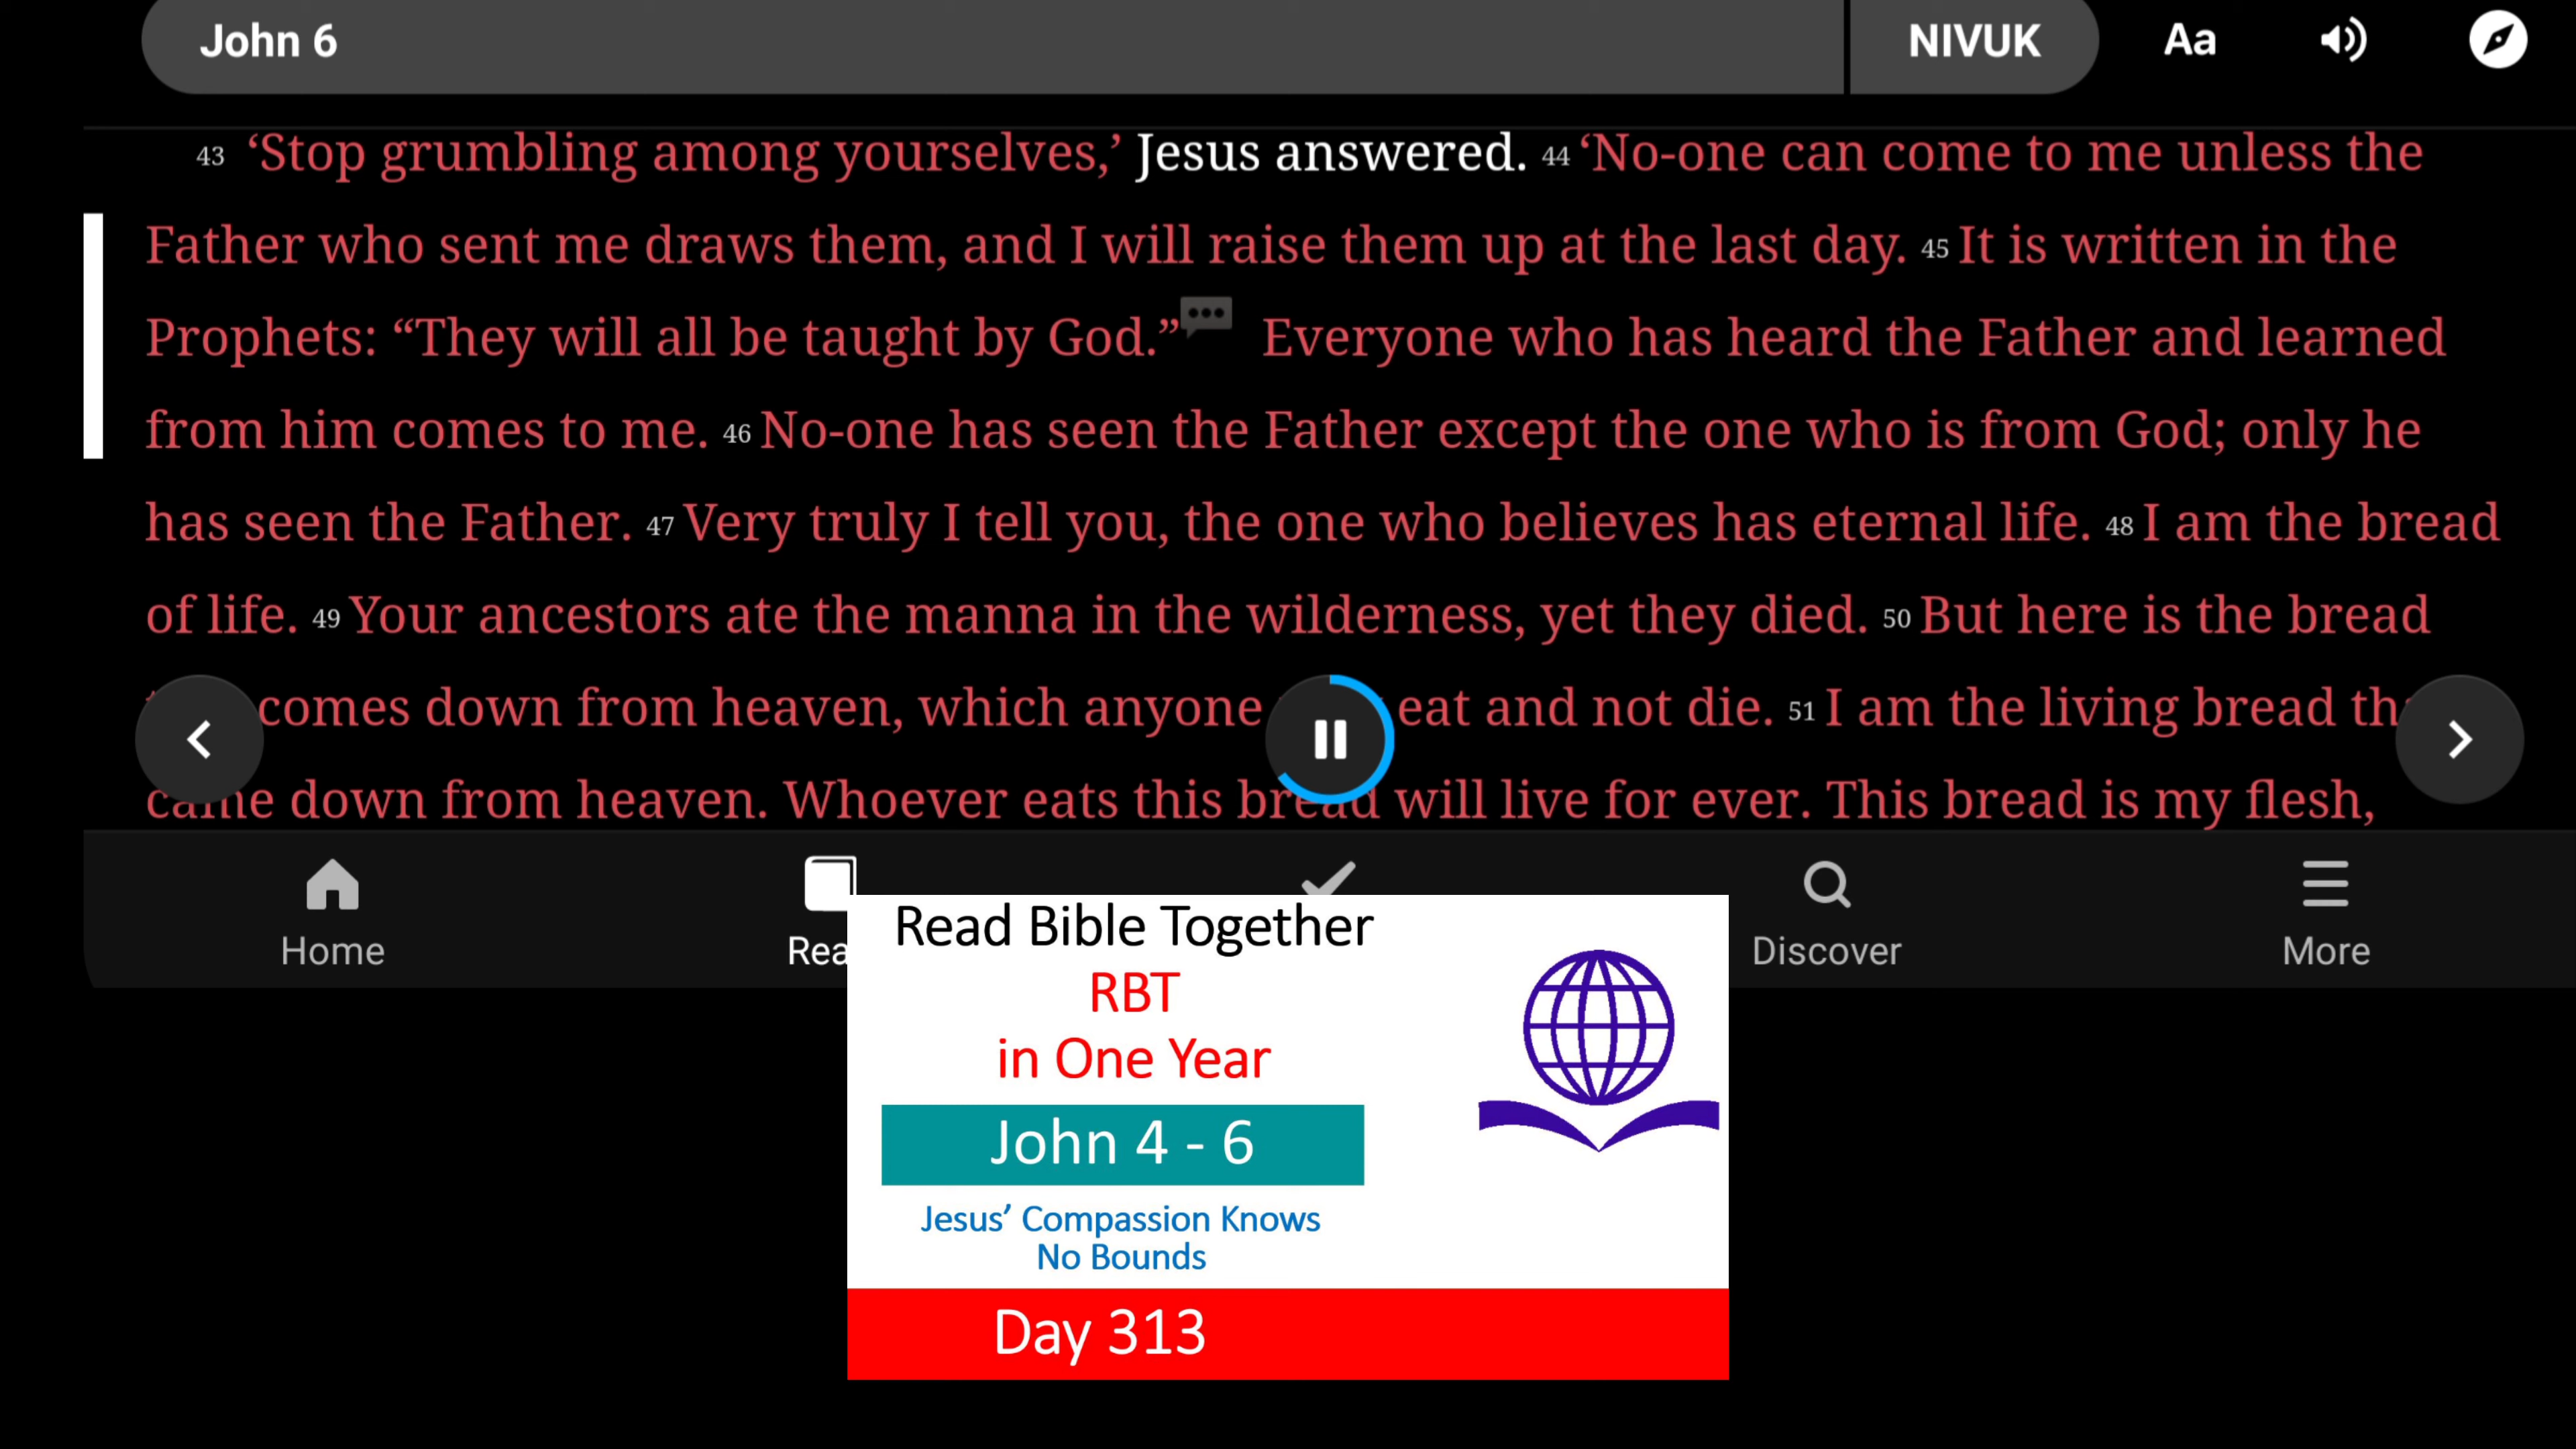 John 6
NIVUK
Aa
43 ‘Stop grumbling among yourselves,’ Jesus answered. 44 ‘No-one can come to me unless the
Father who sent me draws them, and I will raise them up at the last day. 45 It is written in the
Prophets: “They will all be taught by God.” Everyone who has heard the Father and learned
from him comes to me. 46 No-one has seen the Father except the one who is from God; only he
has seen the Father. 47 Very truly I tell you, the one who believes has eternal life. 48 I am the bread
of life. 49 Your ancestors ate the manna in the wilderness, yet they died. 50 But here is the bread
comes down from heaven, which anyone eat and not die. 51 I am the living bread
came down from heaven. Whoever eats this bread will live for ever. This bread is my flesh,
Home
Discover
More
Read Bible Together
RBT
in One Year
John 4 - 6
Jesus’ Compassion Knows
No Bounds
Day 313